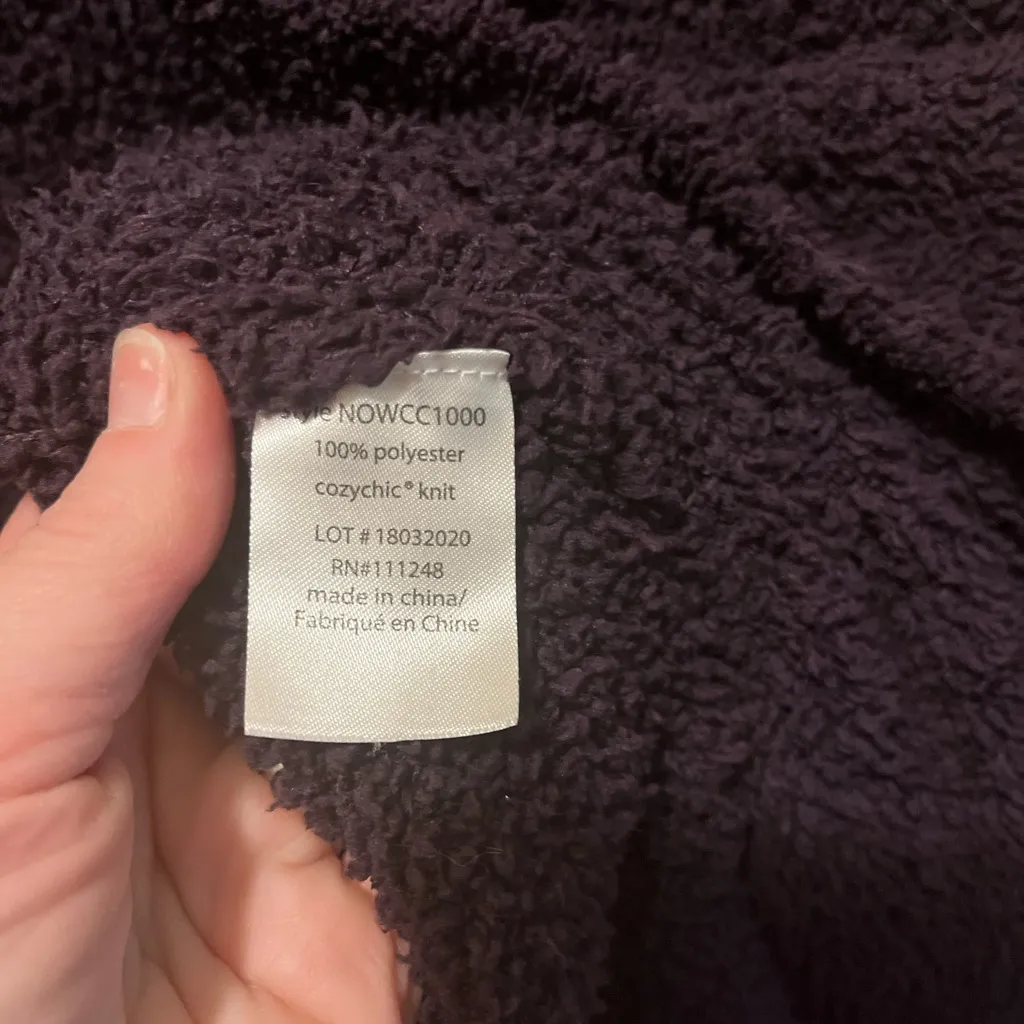 style NOWCC1000
100% polyester
cozychic® knit
LOT # 18032020
RN#111248
made in china/
Fabriqué en Chine